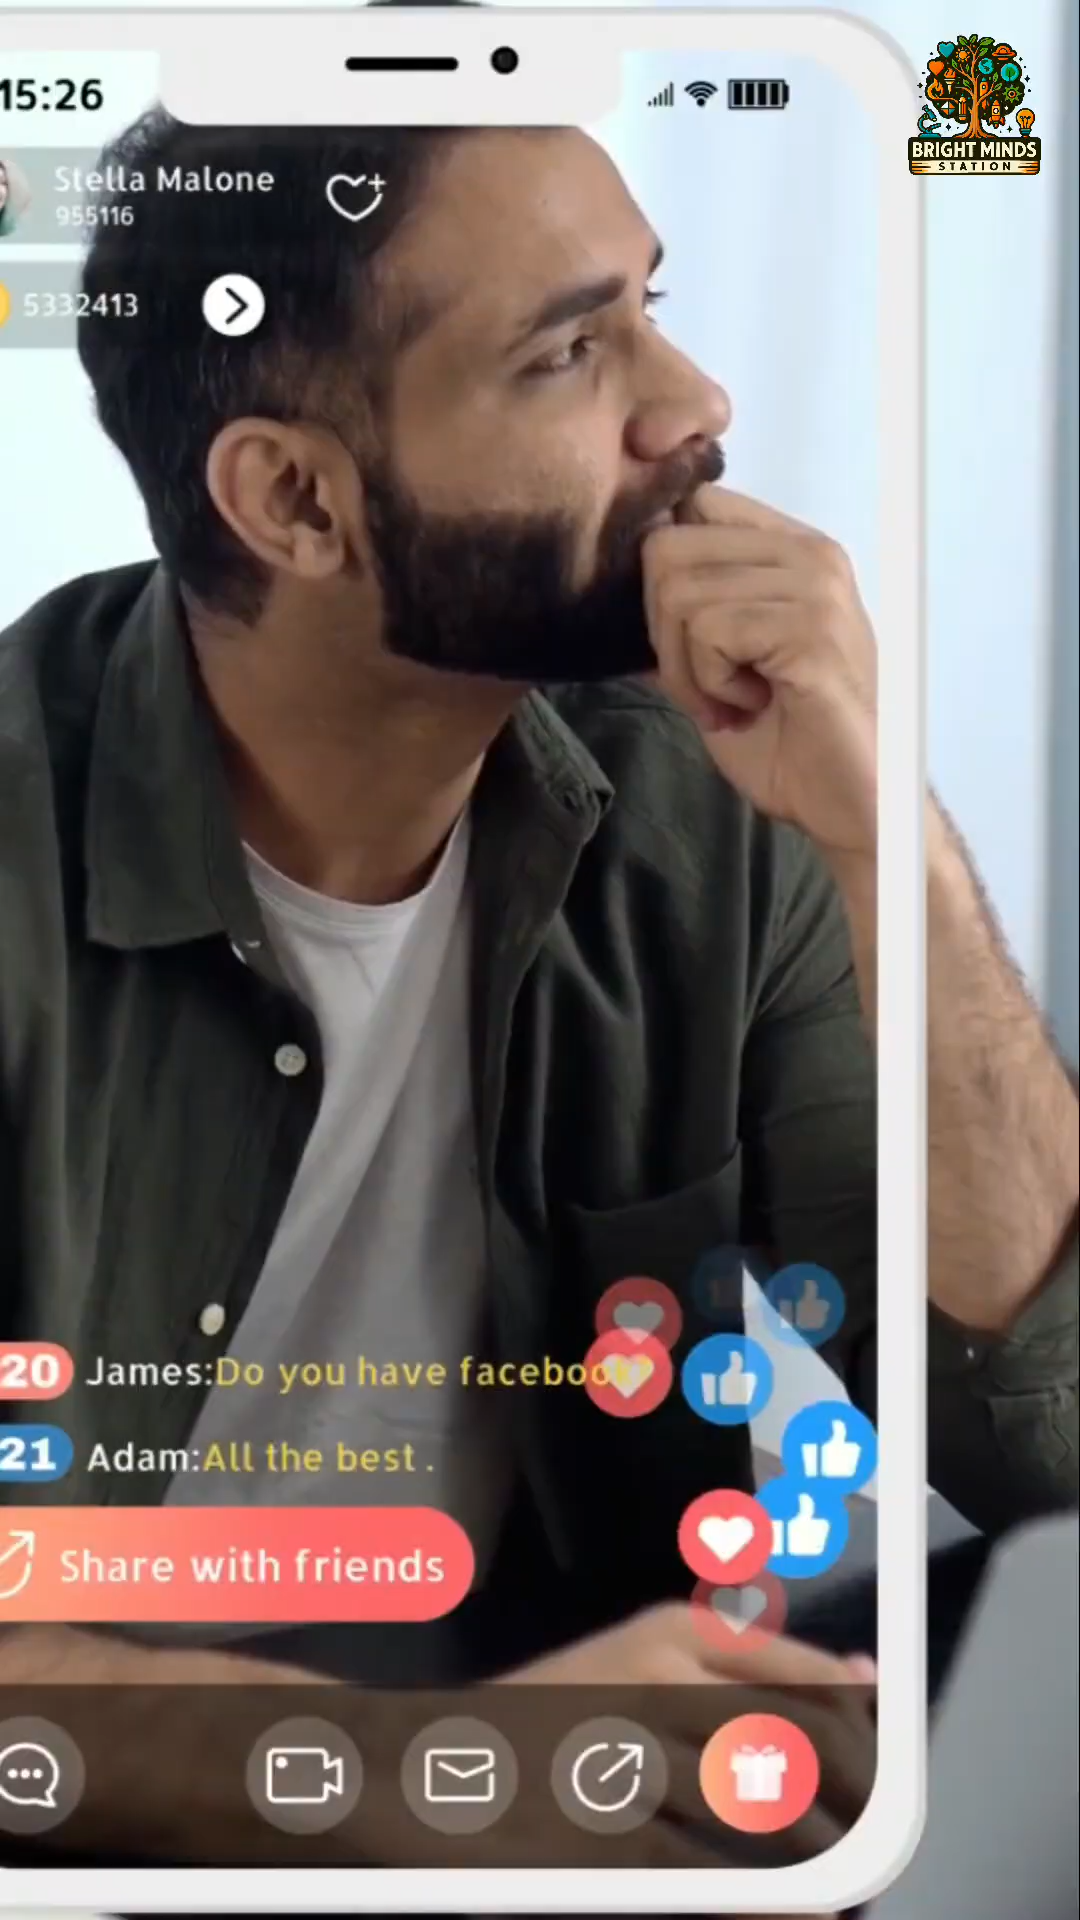 15:26
BRIGHT MINDS
STATION
Stella Malone
955116
5332413
20 James:Do you have facebook?
21 Adam:All the best .
Share with friends